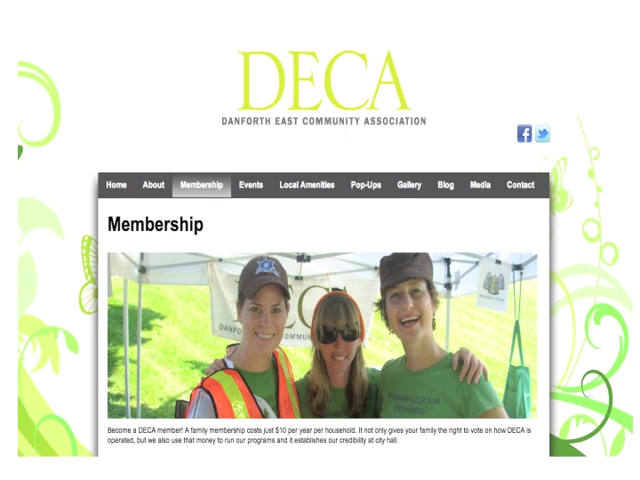 DECA
DANFORTH EAST COMMUNITY ASSOCIATION
Home About Membership Events Local Amenities Pop-Ups Gallery Blog Media Contact
Membership
DANFORTH
FEMMES
Become a DECA member! A family membership costs just $10 per year per household. It not only gives your family the right to vote on how DECA is
operated, but we also use that money to run our programs and it establishes our credibility at city hall.